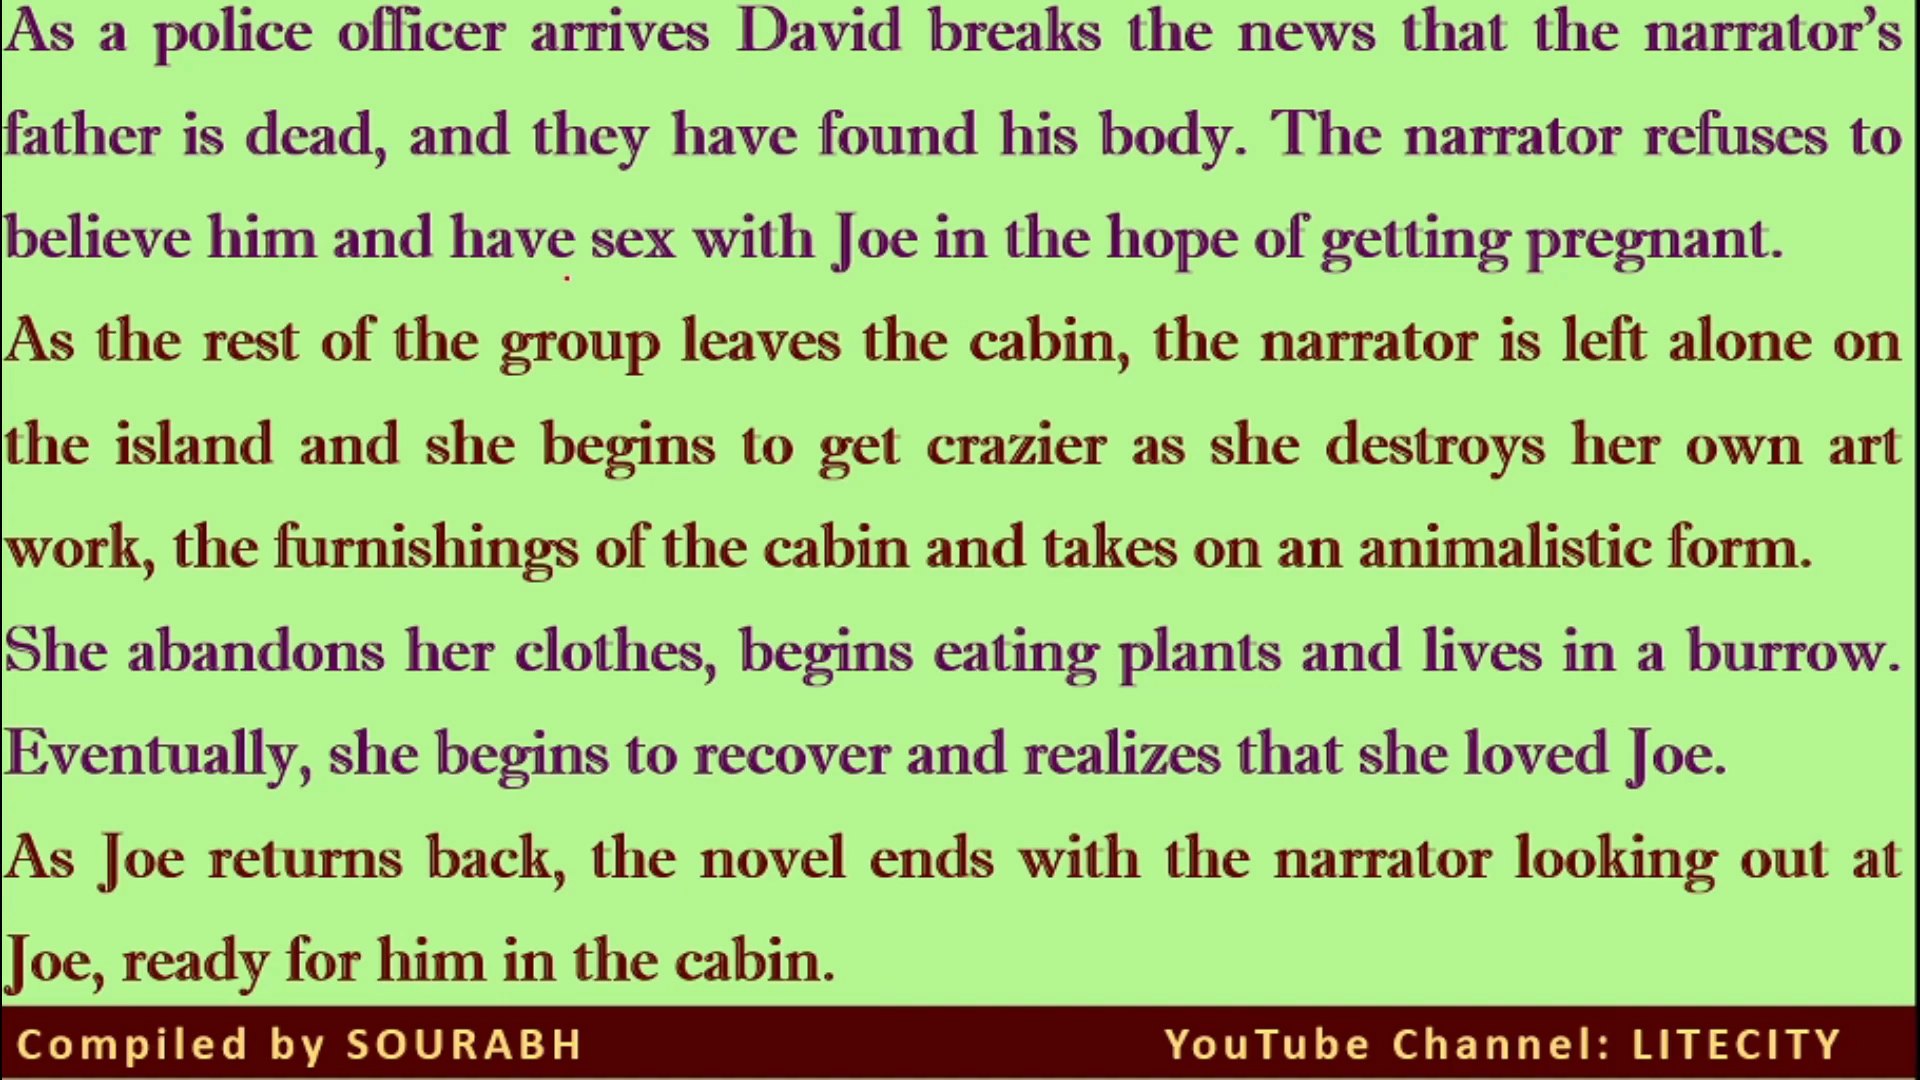 As a police officer arrives David breaks the news that the narrator's
father is dead, and they have found his body. The narrator refuses to
believe him and have sex with Joe in the hope of getting pregnant.
As the rest of the group leaves the cabin, the narrator is left alone on
the island and she begins to get crazier as she destroys her own art
work, the furnishings of the cabin and takes on an animalistic form.
She abandons her clothes, begins eating plants and lives in a burrow.
Eventually, she begins to recover and realizes that she loved Joe.
As Joe returns back, the novel ends with the narrator looking out at
Joe, ready for him in the cabin.
Compiled by SOURABH
YouTube Channel: LITECITY